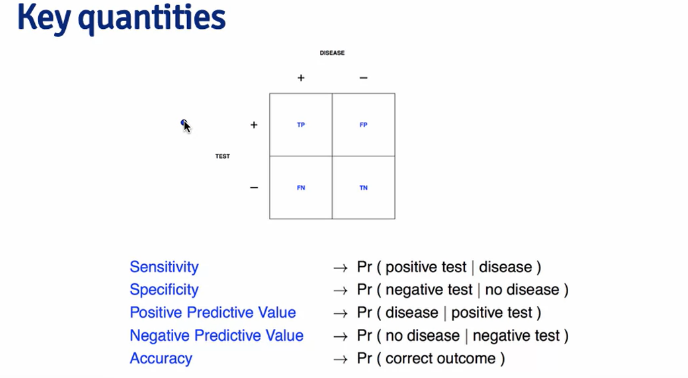 Key quantities
DISEASE
+ −
+ TP FP
TEST
− FN TN
Sensitivity → Pr ( positive test | disease )
Specificity → Pr ( negative test | no disease )
Positive Predictive Value → Pr ( disease | positive test )
Negative Predictive Value → Pr ( no disease | negative test )
Accuracy → Pr ( correct outcome )